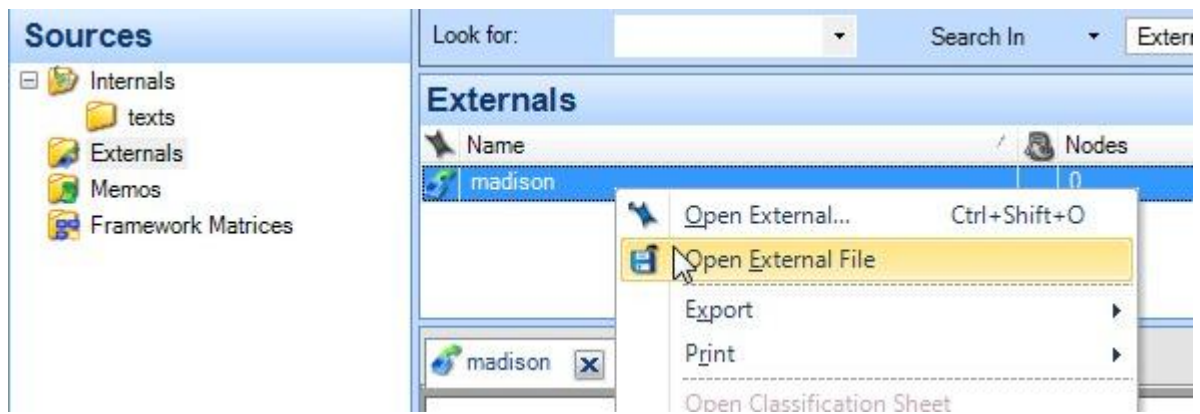 Sources
Internals
texts
Externals
Memos
Framework Matrices
Look for: Search In Extern
Externals
Name Nodes
madison 0
Open External... Ctrl+Shift+O
Open External File
Export
Print
Open Classification Sheet
madison